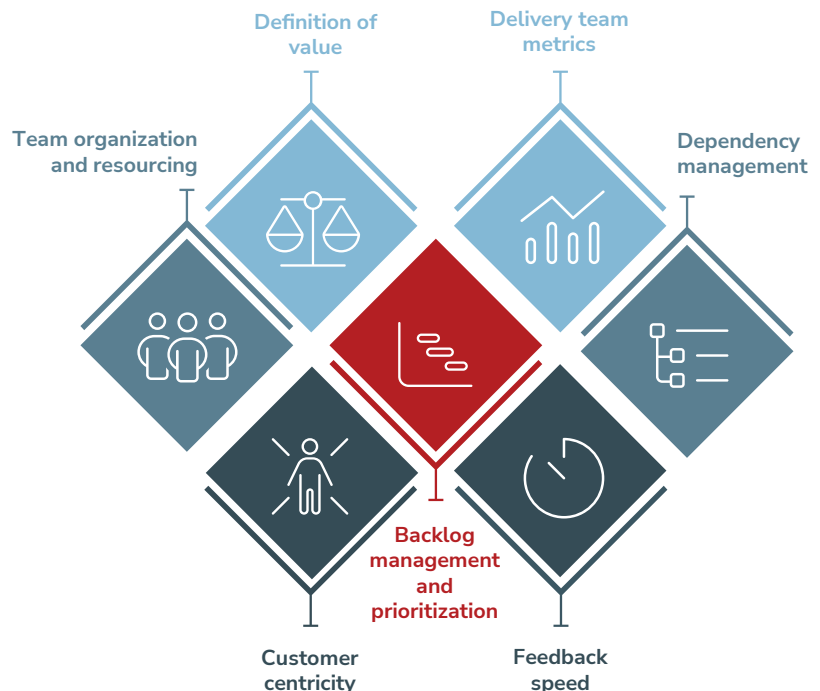 Definition of
value
Delivery team
metrics
Team organization
and resourcing
Dependency
management
Backlog
management
and
prioritization
Customer
centricity
Feedback
speed